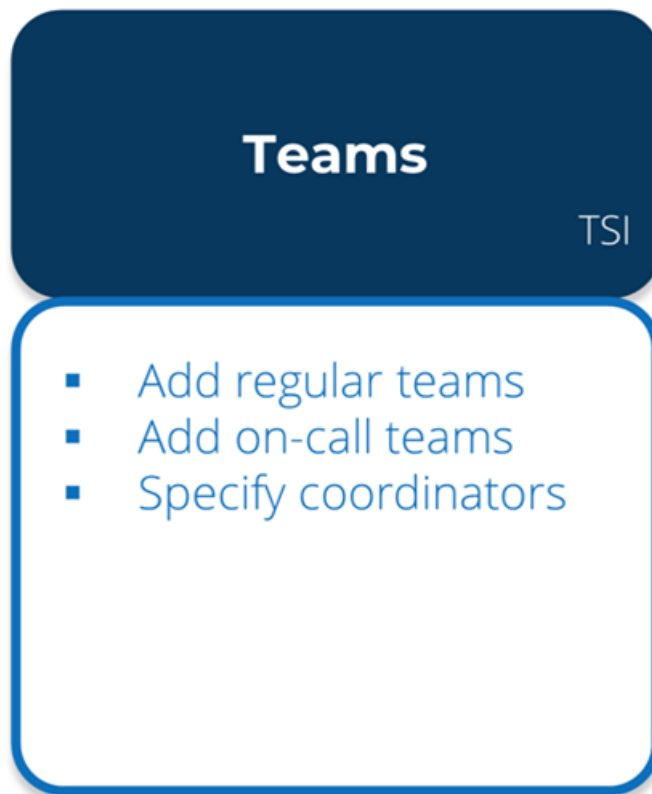 Teams
TSI
▪ Add regular teams
▪ Add on-call teams
▪ Specify coordinators